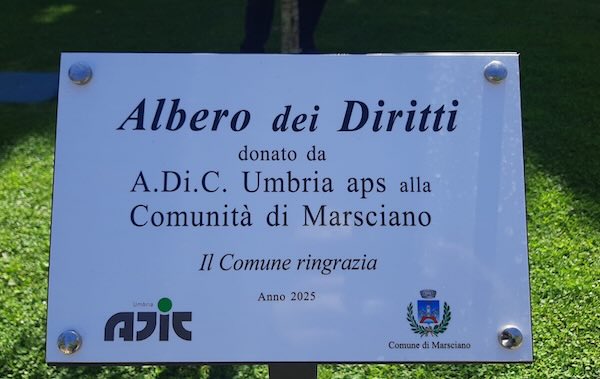 Albero dei Diritti
donato da
A.Di.C. Umbria aps alla
Comunità di Marsciano
Il Comune ringrazia
Anno 2025
Umbria
ADIC
Comune di Marsciano